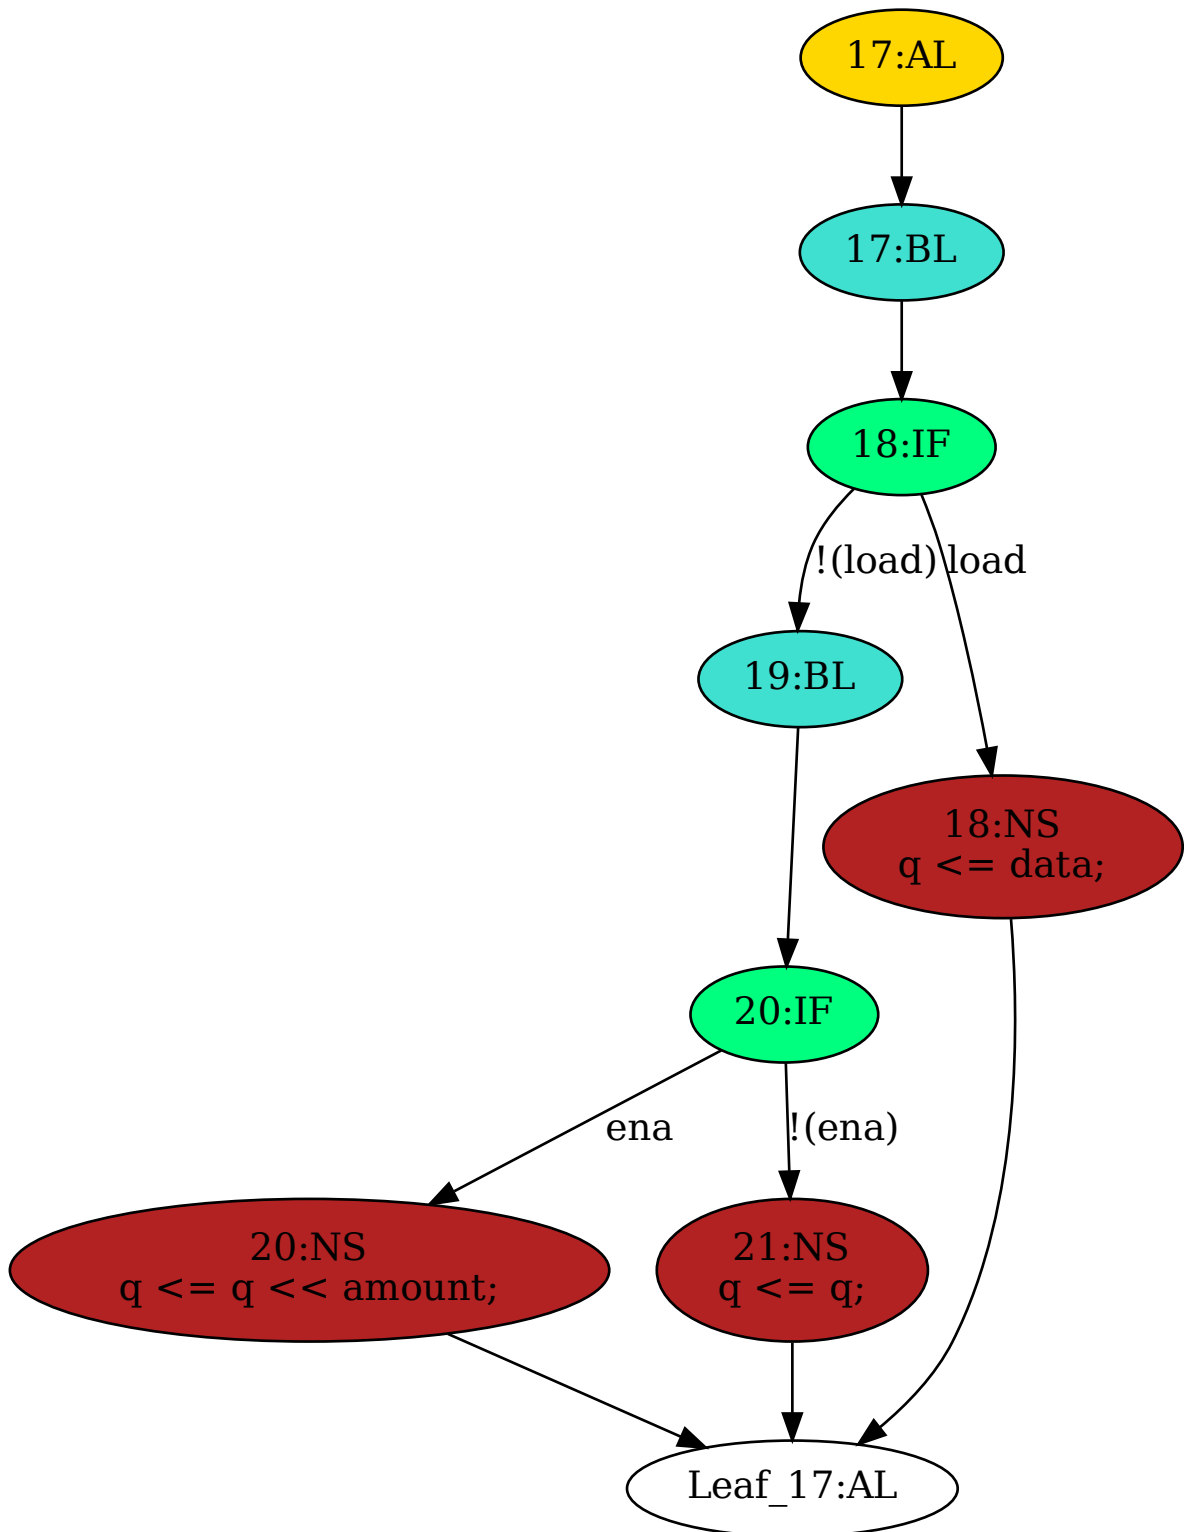 17:AL
17:BL
18:IF
!(load)
load
19:BL
18:NS
q <= data;
20:IF
ena
!(ena)
20:NS
q <= q << amount;
21:NS
q <= q;
Leaf_17:AL